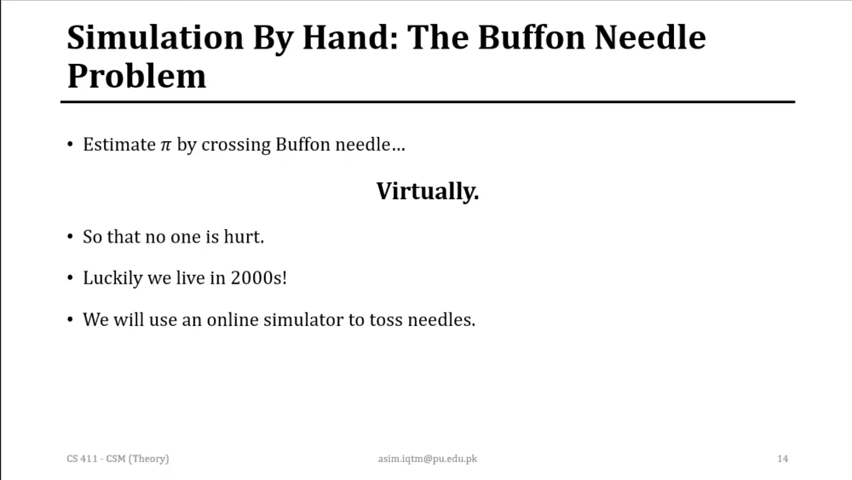 Simulation By Hand: The Buffon Needle
Problem
• Estimate π by crossing Buffon needle…
Virtually.
• So that no one is hurt.
• Luckily we live in 2000s!
• We will use an online simulator to toss needles.
CS 411 - CSM (Theory) asim.iqtm@pu.edu.pk 14